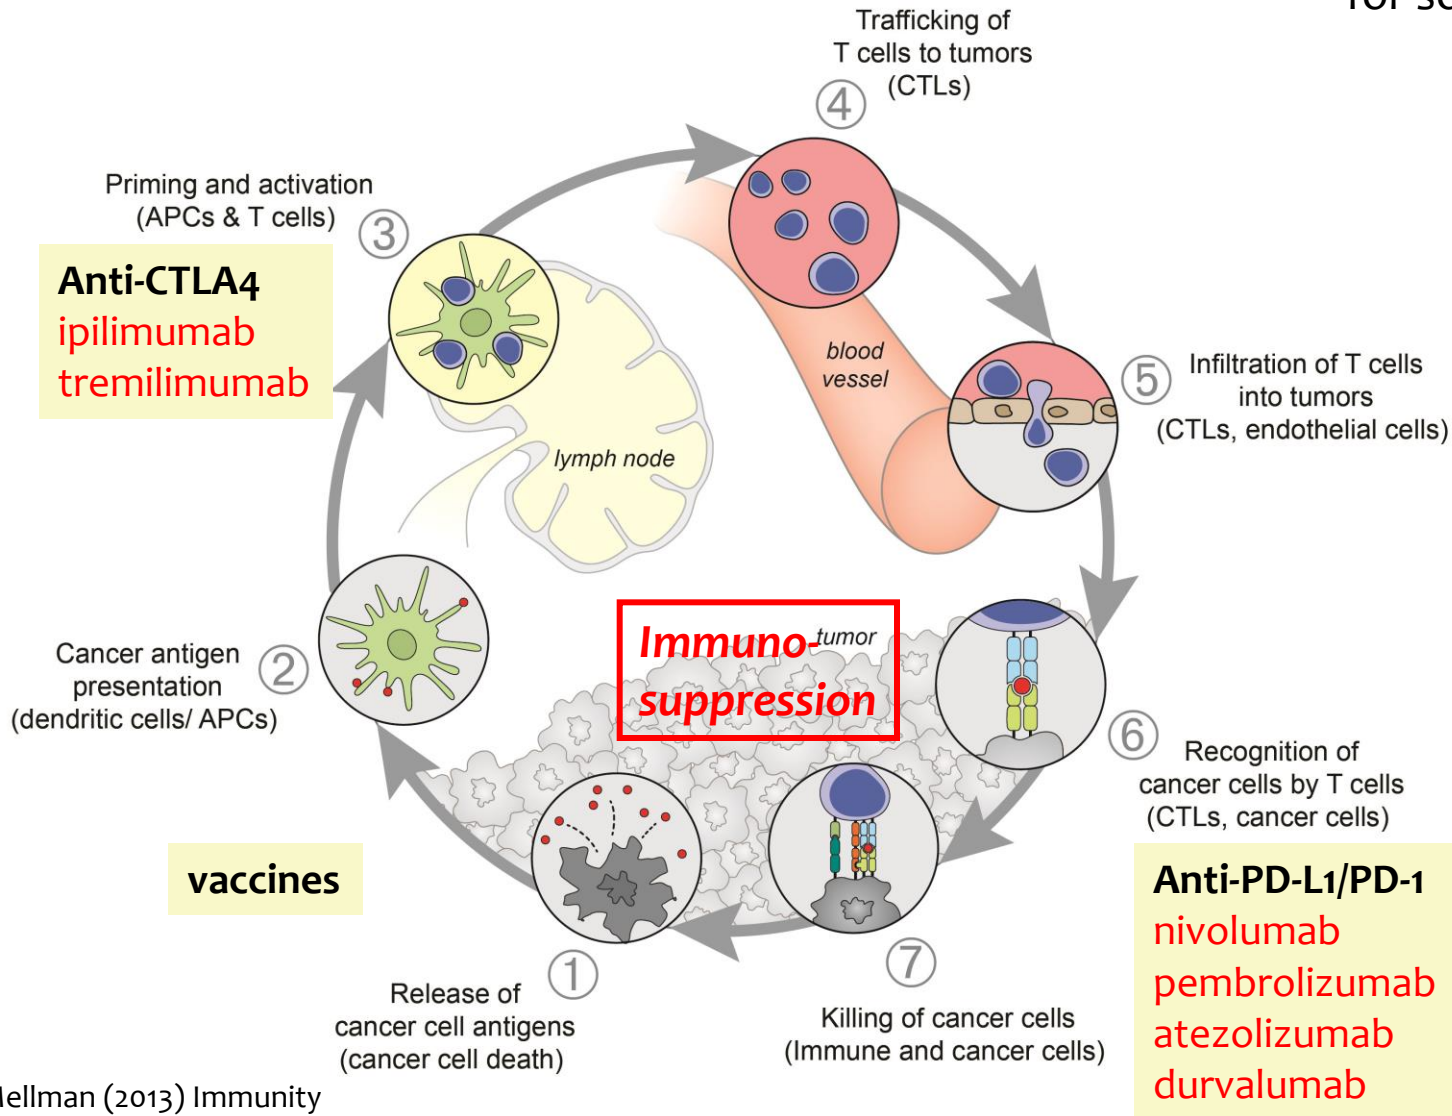 for s
Trafficking of
T cells to tumors
(CTLs)
④
Priming and activation
(APCs & T cells)
③
Anti-CTLA4
ipilimumab
tremilimumab
blood
vessel
⑤
Infiltration of T cells
into tumors
(CTLs, endothelial cells)
lymph node
Immuno-
suppression
tumor
Cancer antigen
presentation
(dendritic cells/ APCs)
②
⑥
Recognition of
cancer cells by T cells
(CTLs, cancer cells)
vaccines
Anti-PD-L1/PD-1
nivolumab
pembrolizumab
atezolizumab
durvalumab
①
Release of
cancer cell antigens
(cancer cell death)
⑦
Killing of cancer cells
(Immune and cancer cells)
Mellman (2013) Immunity